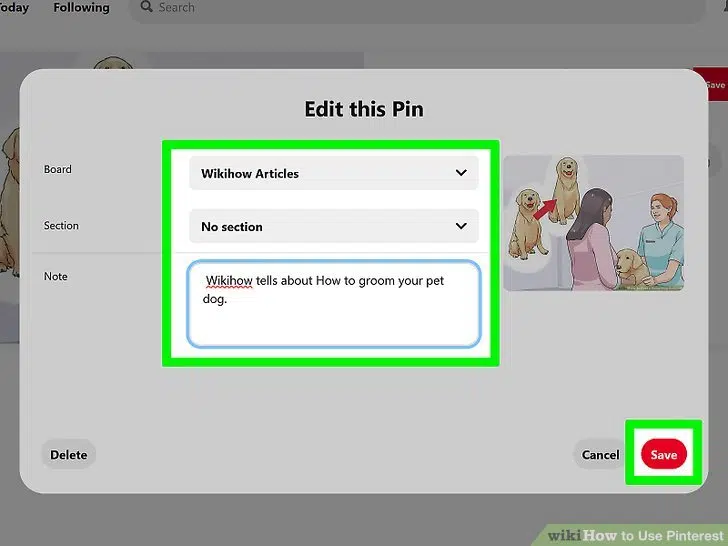 Today
Following
Search
Save
Edit this Pin
Board
Wikihow Articles
Section
No section
Note
Wikihow tells about How to groom your pet
dog.
Delete
Cancel
Save
wikiHow to Use Pinterest